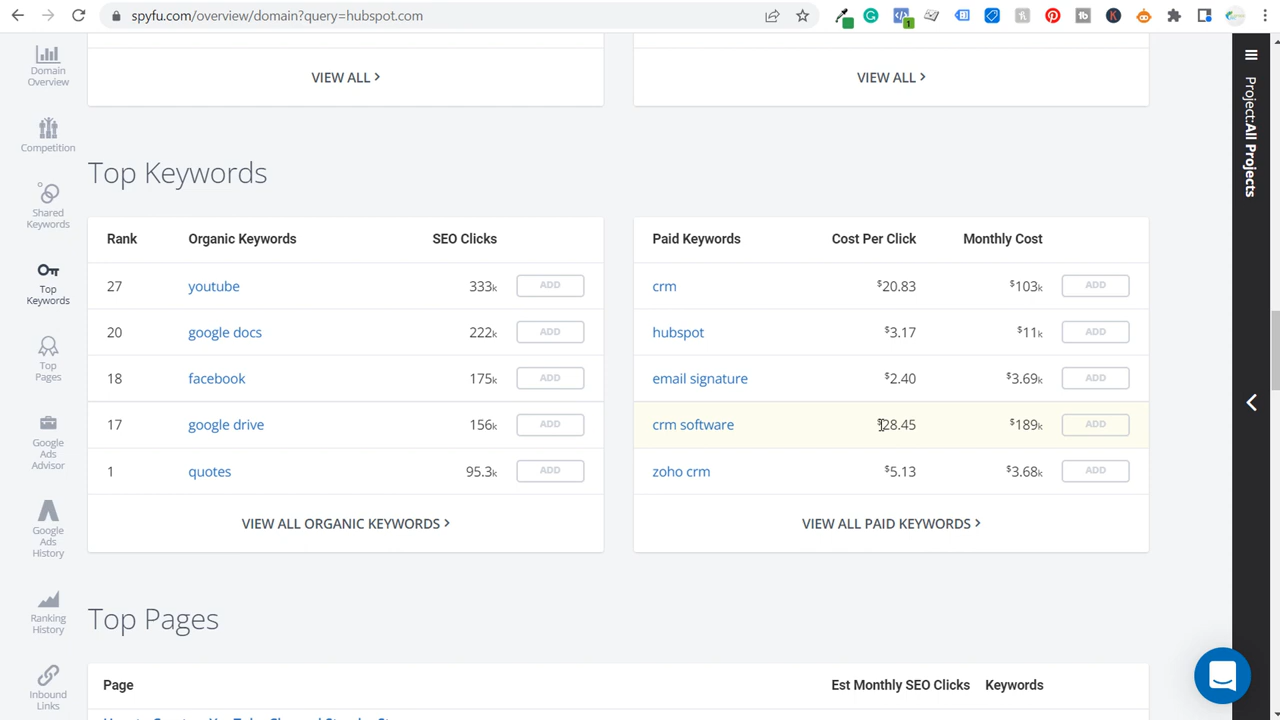 spyfu.com/overview/domain?query=hubspot.com
1
Domain
Overview
Competition
Shared
Keywords
Top
Keywords
Top
Pages
Google
Ads
Advisor
Google
Ads
History
Ranking
History
Inbound
Links
VIEW ALL >
VIEW ALL >
Top Keywords
Rank Organic Keywords SEO Clicks
27 youtube 333k ADD
20 google docs 222k ADD
18 facebook 175k ADD
17 google drive 156k ADD
1 quotes 95.3k ADD
VIEW ALL ORGANIC KEYWORDS >
Paid Keywords Cost Per Click Monthly Cost
crm $20.83 $103k ADD
hubspot $3.17 $11k ADD
email signature $2.40 $3.69k ADD
crm software $28.45 $189k ADD
zoho crm $5.13 $3.68k ADD
VIEW ALL PAID KEYWORDS >
Top Pages
Page Est Monthly SEO Clicks Keywords
Project:All Projects